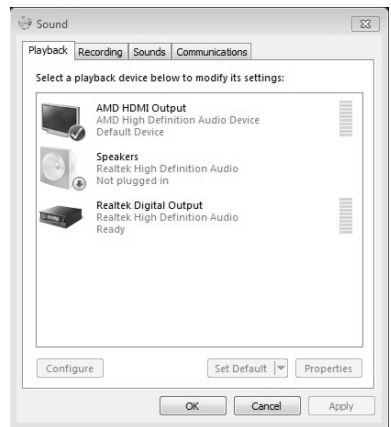 Sound
Playback Recording Sounds Communications
Select a playback device below to modify its settings:
AMD HDMI Output
AMD High Definition Audio Device
Default Device
Speakers
Realtek High Definition Audio
Not plugged in
Realtek Digital Output
Realtek High Definition Audio
Ready
Configure Set Default Properties
OK Cancel Apply